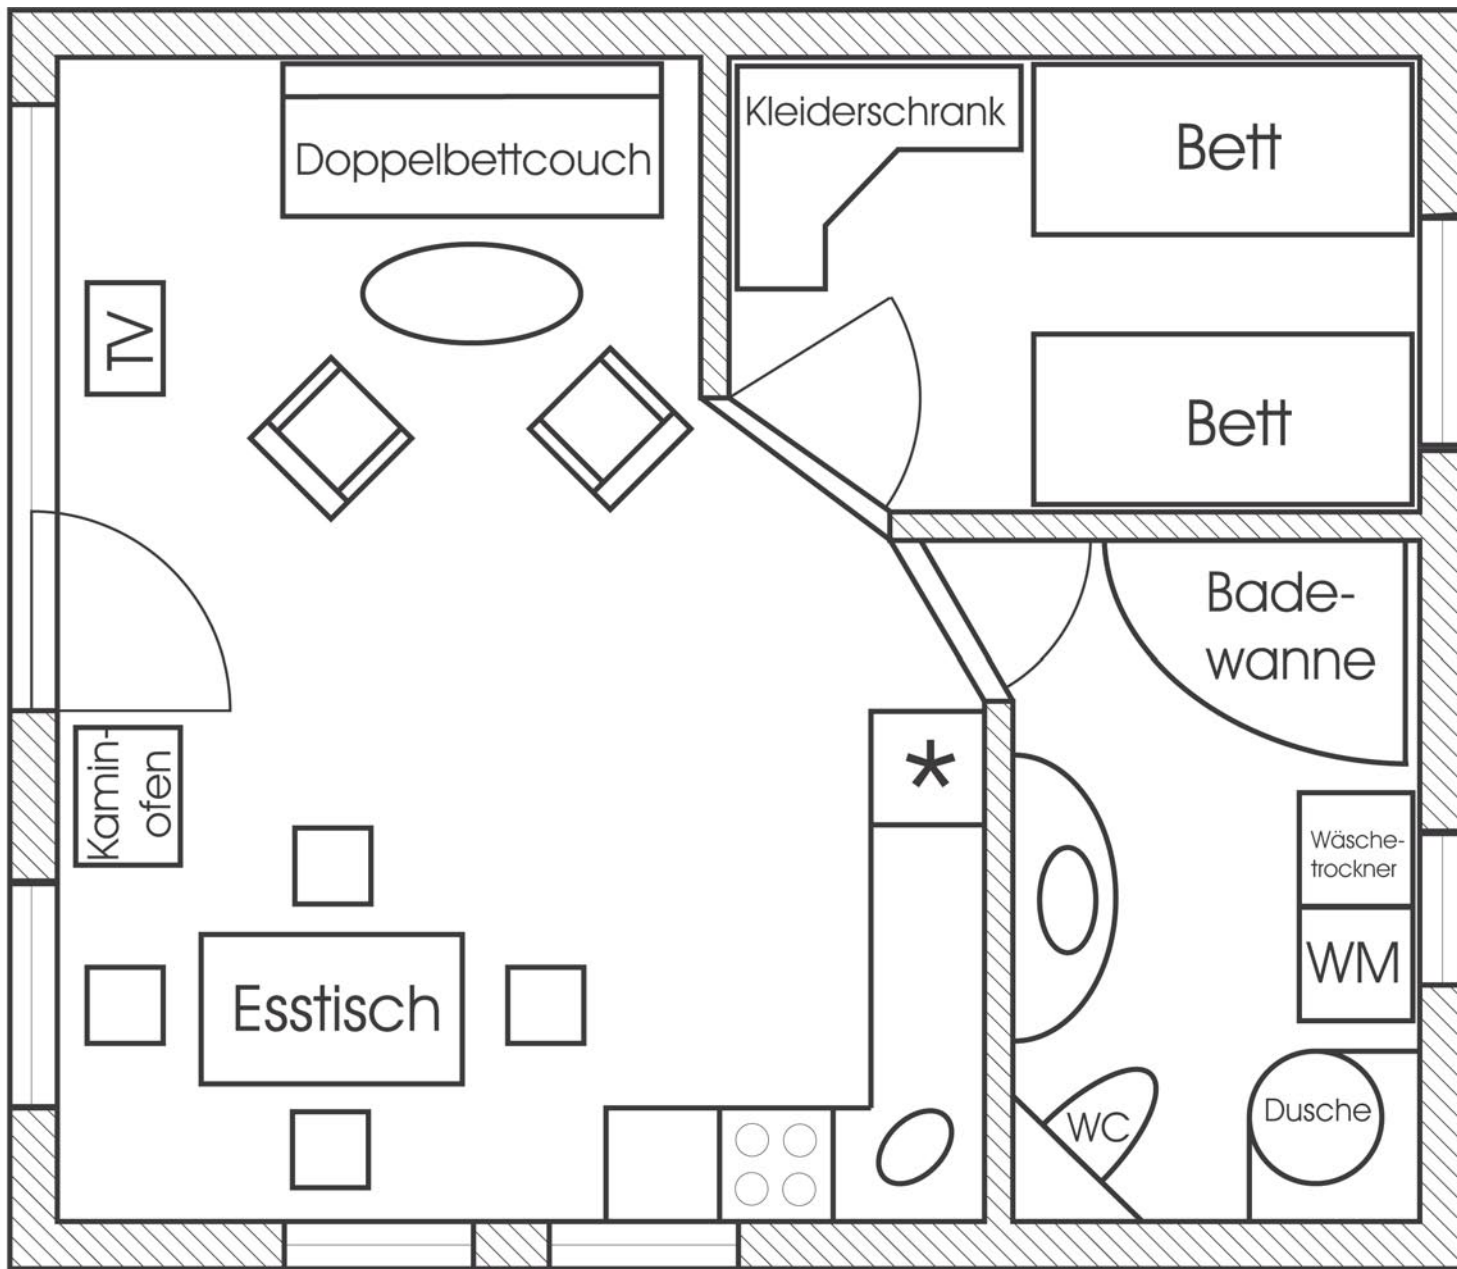 Kleiderschrank
Bett
Doppelbettcouch
TV
Bett
Bade-
wanne
Kamin-
ofen
*
Wäsche-
trockner
WM
Esstisch
WC
Dusche